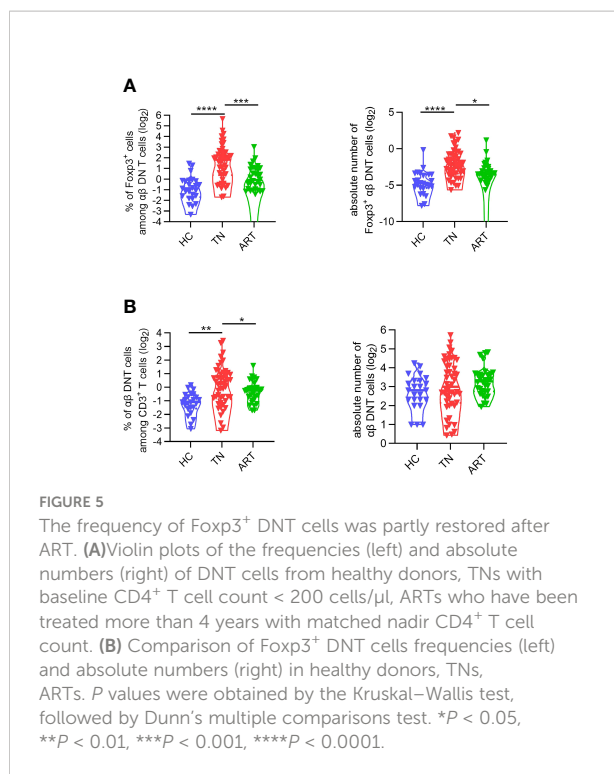 A
% of Foxp3⁺ cells
among αβ DN T cells (log₂)
6
5
4
3
2
1
0
-1
-2
-3
-4
****
***
HC
TN
ART
absolute number of
Foxp3⁺ αβ DNT cells (log₂)
5
0
-5
-10
****
*
HC
TN
ART
B
% of αβ DNT cells
among CD3⁺ T cells (log₂)
4
3
2
1
0
-1
-2
-3
-4
**
*
HC
TN
ART
absolute number of
αβ DNT cells (log₂)
6
5
4
3
2
1
0
HC
TN
ART
FIGURE 5
The frequency of Foxp3⁺ DNT cells was partly restored after
ART. (A)Violin plots of the frequencies (left) and absolute
numbers (right) of DNT cells from healthy donors, TNs with
baseline CD4⁺ T cell count < 200 cells/μl, ARTs who have been
treated more than 4 years with matched nadir CD4⁺ T cell
count. (B) Comparison of Foxp3⁺ DNT cells frequencies (left)
and absolute numbers (right) in healthy donors, TNs,
ARTs. P values were obtained by the Kruskal–Wallis test,
followed by Dunn's multiple comparisons test. *P < 0.05,
**P < 0.01, ***P < 0.001, ****P < 0.0001.